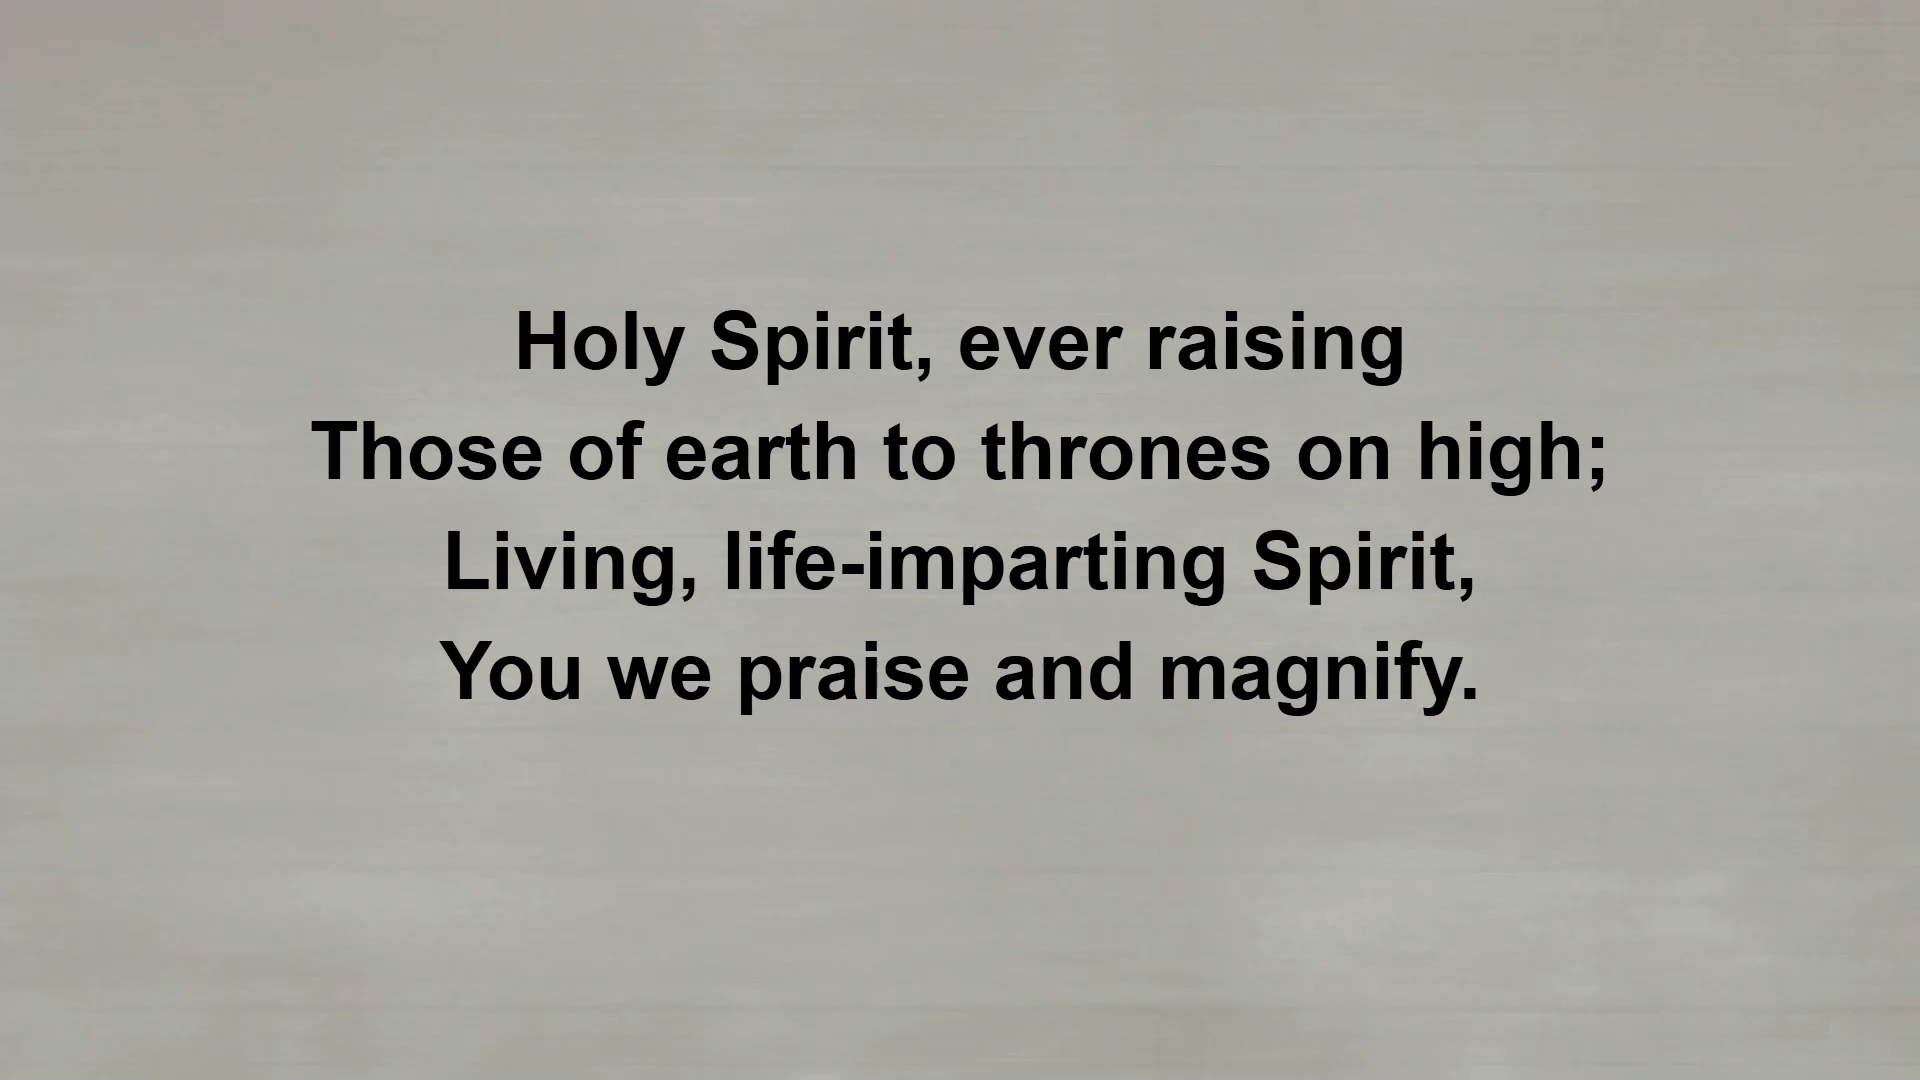 Holy Spirit, ever raising
Those of earth to thrones on high;
Living, life-imparting Spirit,
You we praise and magnify.